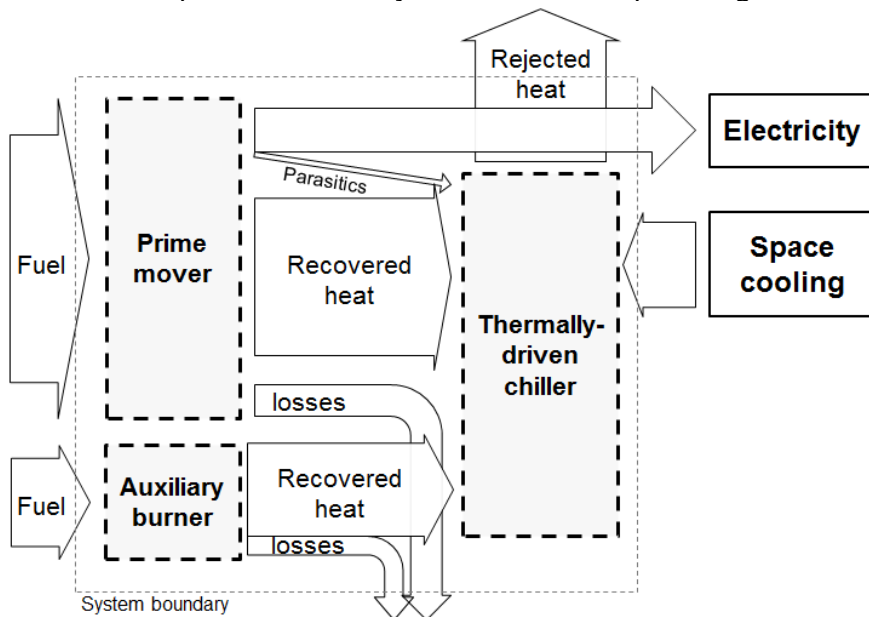 Rejected
heat
Electricity
Parasitics
Fuel
Prime
mover
Recovered
heat
Space
cooling
Thermally-
driven
chiller
losses
Fuel
Auxiliary
burner
Recovered
heat
losses
System boundary